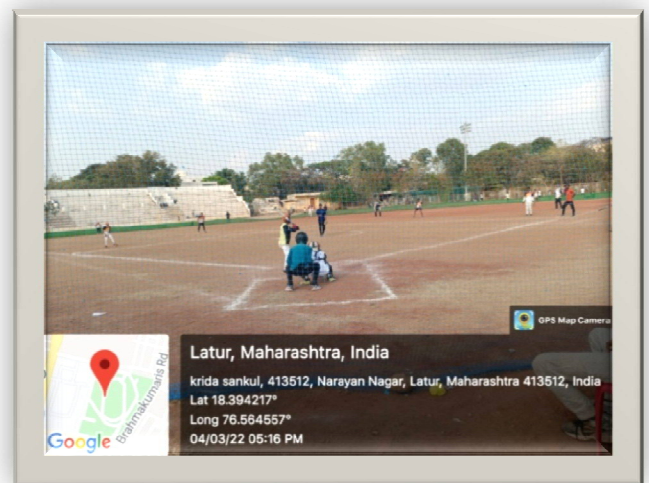 GPS Map Camera
Latur, Maharashtra, India
krida sankul, 413512, Narayan Nagar, Latur, Maharashtra 413512, India
Lat 18.394217°
Long 76.564557°
04/03/22 05:16 PM
Brahmakumaris Rd
Google